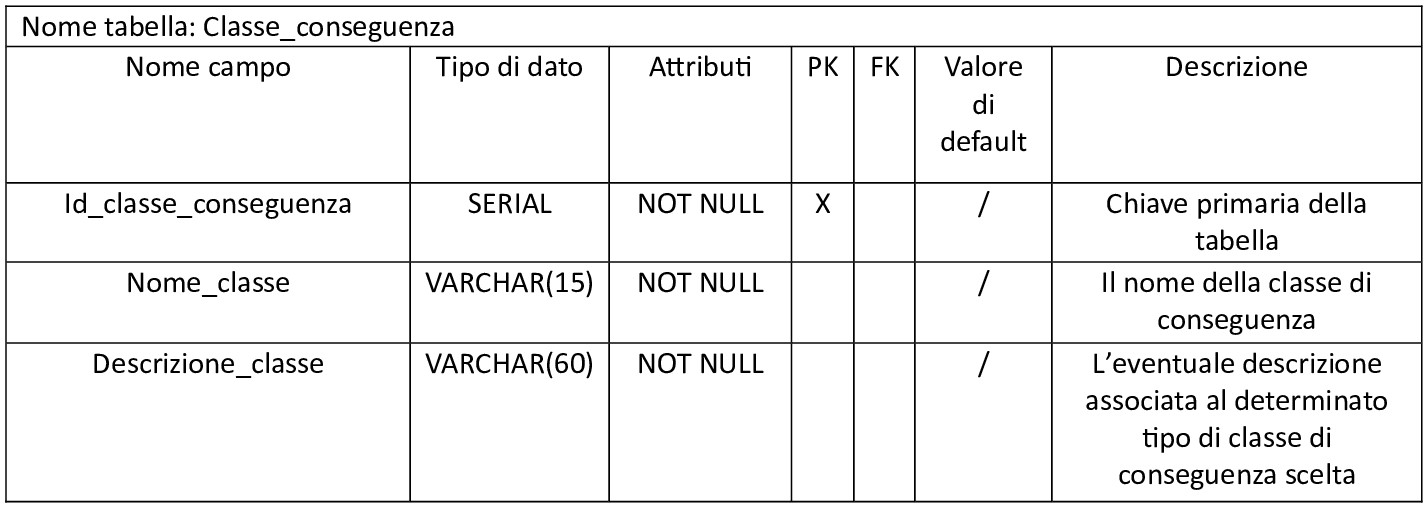 Nome tabella: Classe_conseguenza
Nome campo Tipo di dato Attributi PK FK Valore di default Descrizione
Id_classe_conseguenza SERIAL NOT NULL X / Chiave primaria della tabella
Nome_classe VARCHAR(15) NOT NULL / Il nome della classe di conseguenza
Descrizione_classe VARCHAR(60) NOT NULL / L’eventuale descrizione associata al determinato tipo di classe di conseguenza scelta